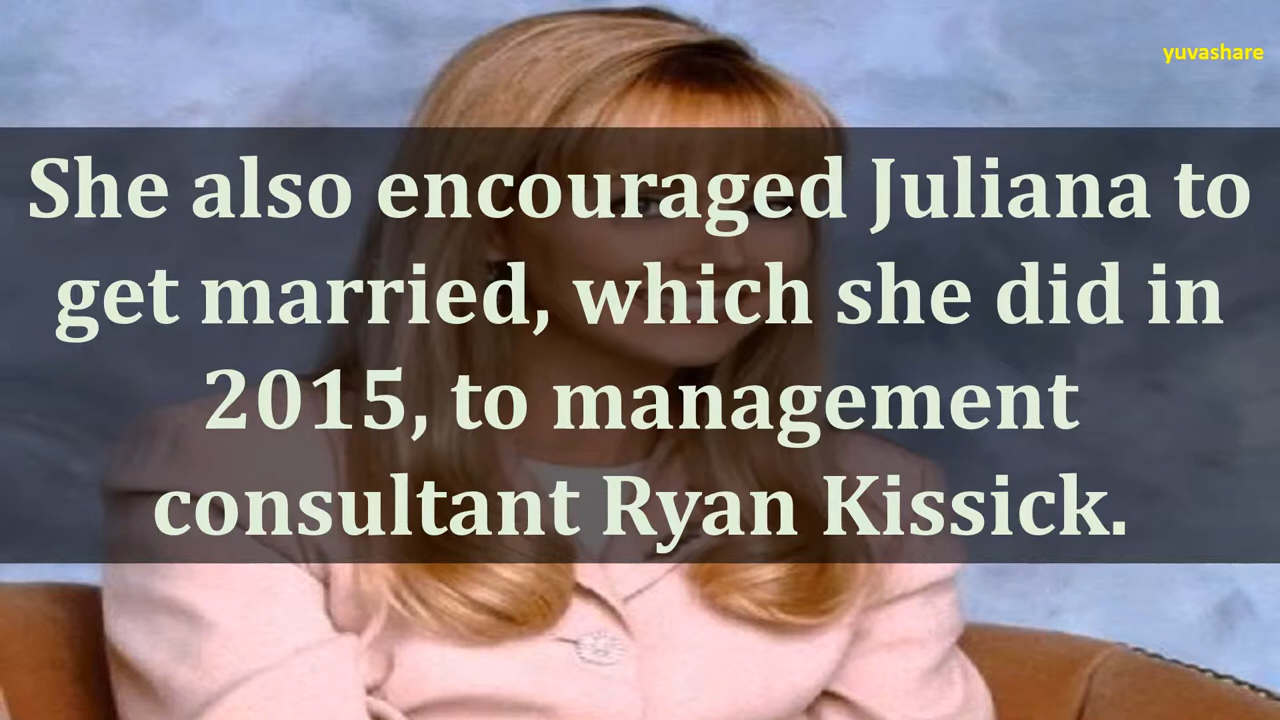 yuvashare
She also encouraged Juliana to
get married, which she did in
2015, to management
consultant Ryan Kissick.